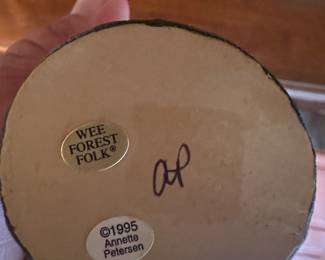 WEE
FOREST
FOLK®
AP
©1995
Annette
Petersen